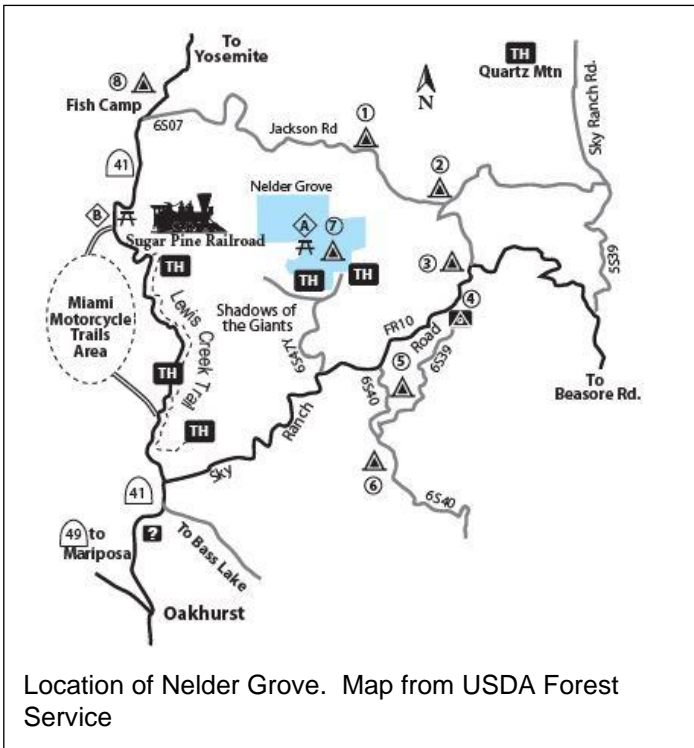 To
Yosemite
TH
Quartz Mtn
Sky Ranch Rd.
8
Fish Camp
6S07
N
1
Jackson Rd
2
41
Nelder Grove
B
Sugar Pine Railroad
A
7
TH
TH
TH
3
5S39
Miami
Motorcycle
Trails
Area
Lewis Creek Trail
Shadows of
the Giants
6S47Y
FR10
4
Road
6S39
5
To
Beasore Rd.
TH
6S40
Ranch
TH
Sky
6
6S40
41
49 to
Mariposa
?
To Bass Lake
Oakhurst
Location of Nelder Grove. Map from USDA Forest
Service